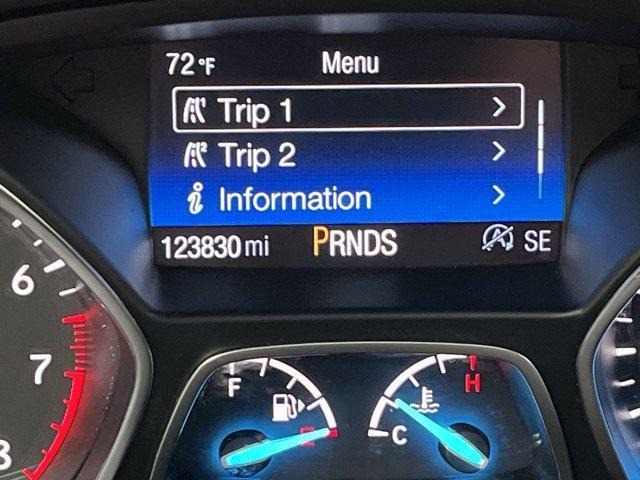 72°F Menu
Trip 1
Trip 2
Information
123830 mi PRNDS SE
6
7
8
F
E
H
C